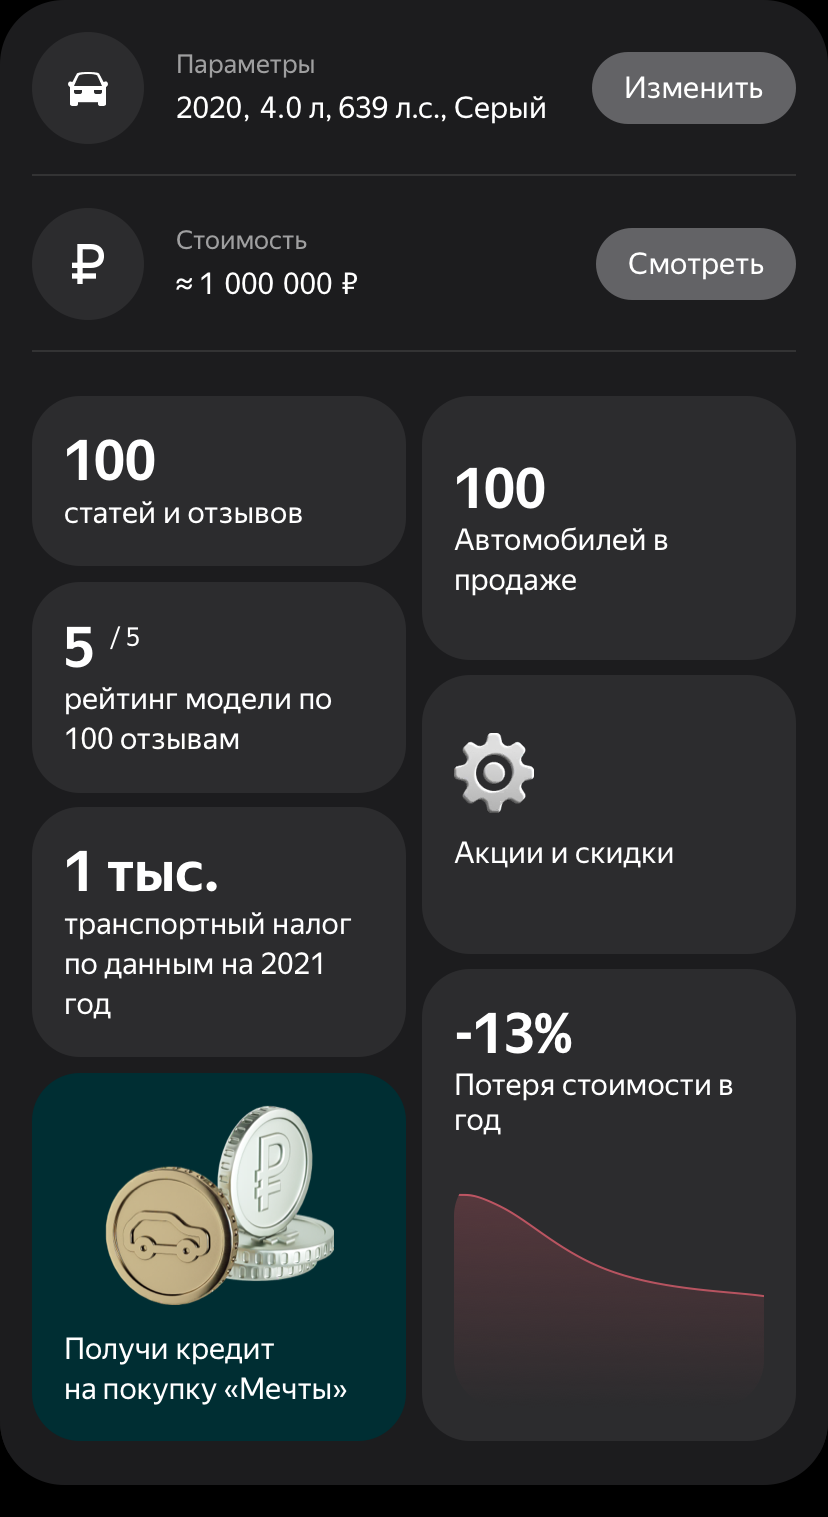 Параметры
2020, 4.0 л, 639 л.с., Серый
Изменить
₽
Стоимость
≈ 1 000 000 ₽
Смотреть
100
статей и отзывов
5 / 5
рейтинг модели по
100 отзывам
1 тыс.
транспортный налог
по данным на 2021
год
₽
Получи кредит
на покупку «Мечты»
100
Автомобилей в
продаже
Акции и скидки
-13%
Потеря стоимости в
год